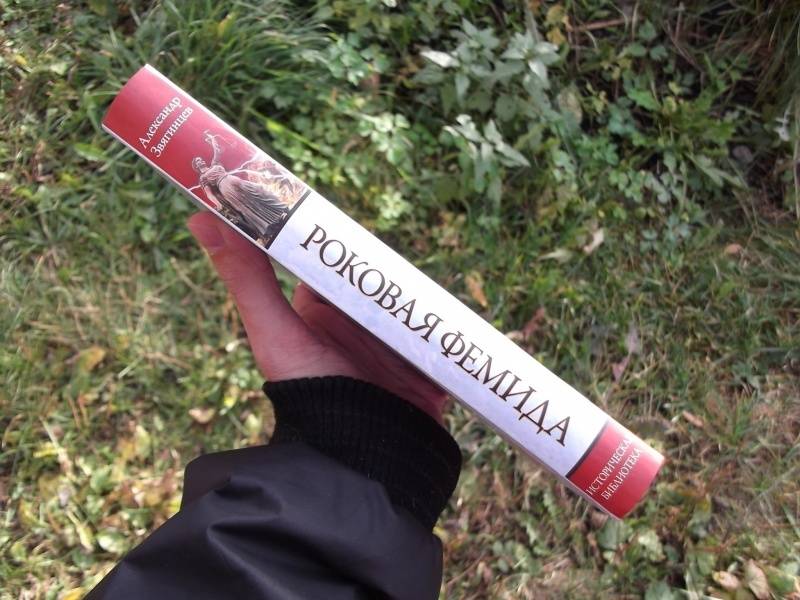 Александр
Звягинцев
РОКОВАЯ ФЕМИДА
ИСТОРИЧЕСКАЯ
БИБЛИОТЕКА